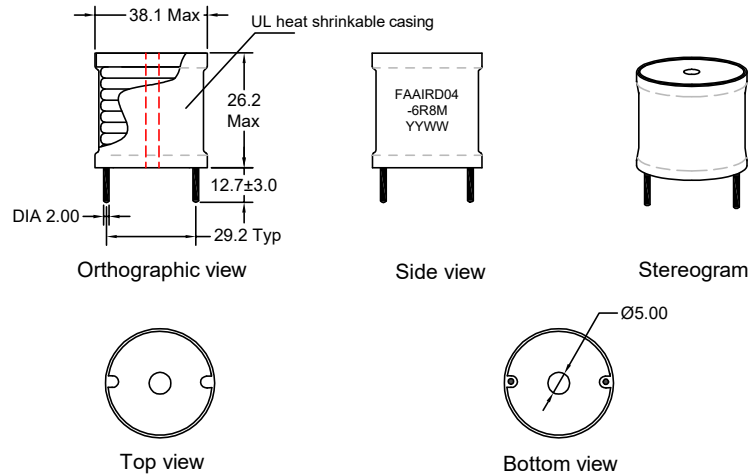 38.1 Max
UL heat shrinkable casing
26.2
Max
12.7±3.0
DIA 2.00
29.2 Typ
Orthographic view
FAAIRD04
-6R8M
YYWW
Side view
Stereogram
Top view
Ø5.00
Bottom view